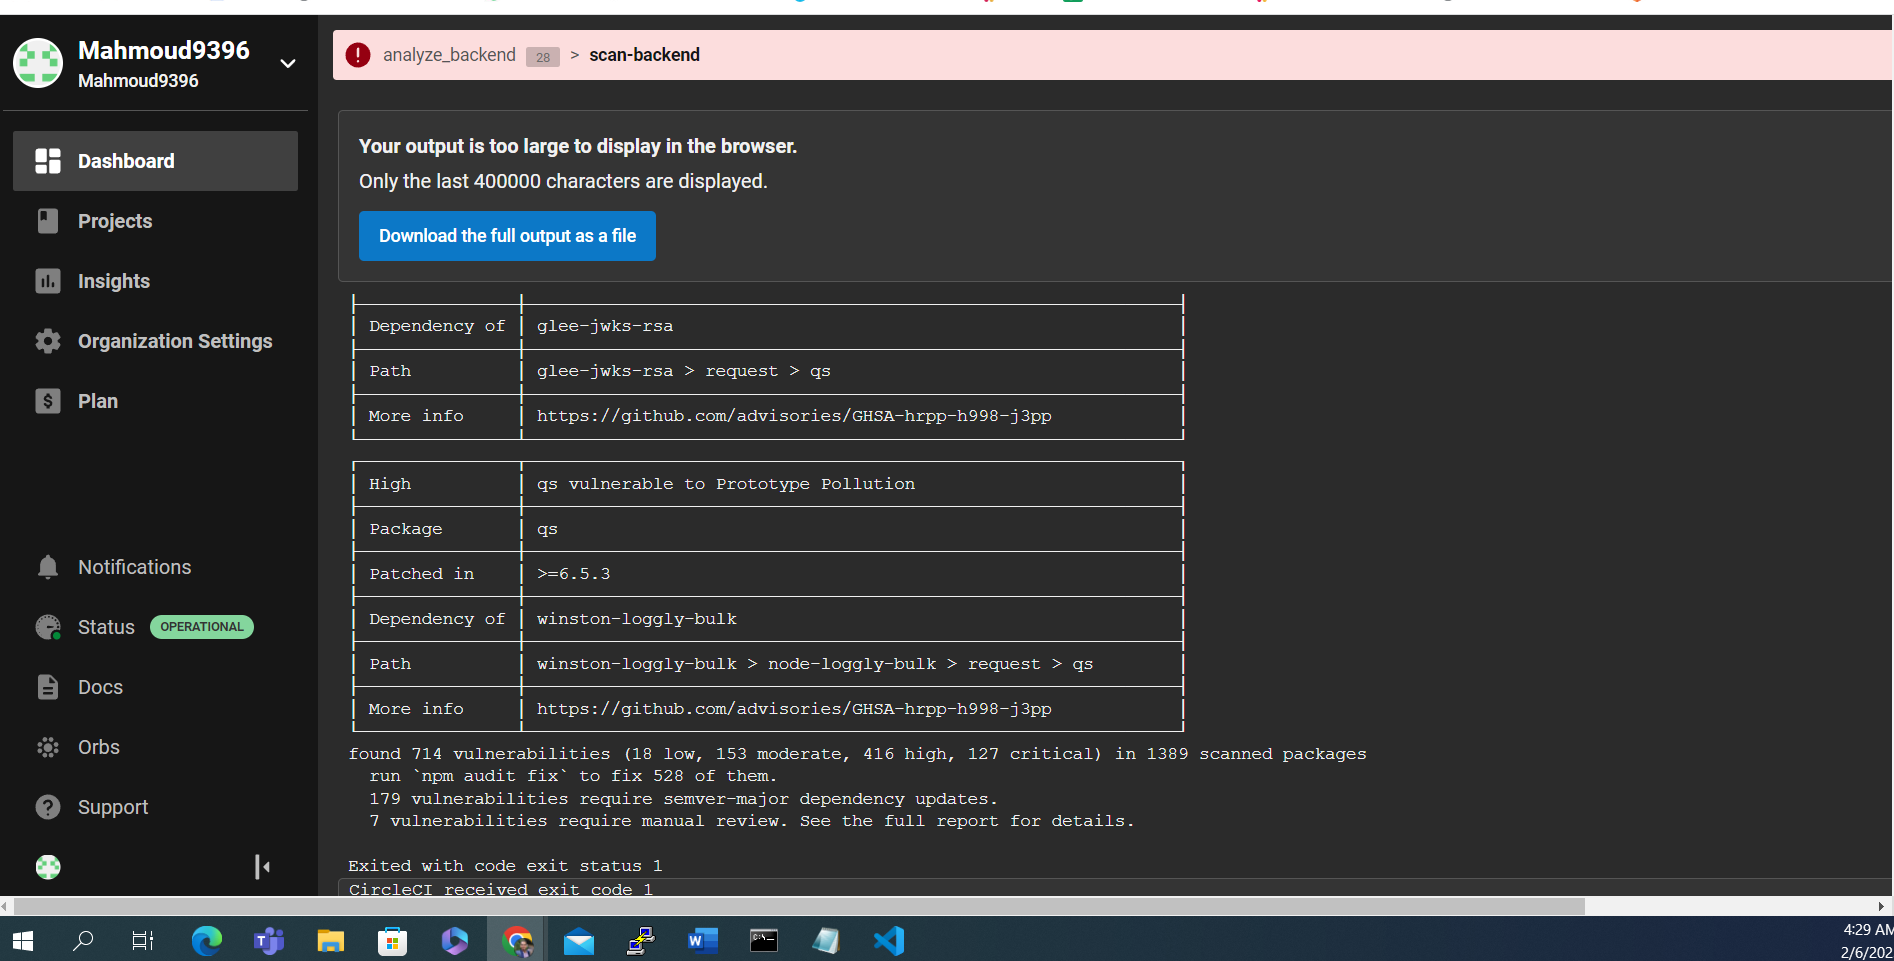 Mahmoud9396
Mahmoud9396
Dashboard
Projects
Insights
Organization Settings
Plan
Notifications
Status OPERATIONAL
Docs
Orbs
Support
analyze_backend 28 > scan-backend
Your output is too large to display in the browser.
Only the last 400000 characters are displayed.
Download the full output as a file
Dependency of glee-jwks-rsa
Path glee-jwks-rsa > request > qs
More info https://github.com/advisories/GHSA-hrpp-h998-j3pp
High qs vulnerable to Prototype Pollution
Package qs
Patched in >=6.5.3
Dependency of winston-loggly-bulk
Path winston-loggly-bulk > node-loggly-bulk > request > qs
More info https://github.com/advisories/GHSA-hrpp-h998-j3pp
found 714 vulnerabilities (18 low, 153 moderate, 416 high, 127 critical) in 1389 scanned packages
run `npm audit fix` to fix 528 of them.
179 vulnerabilities require semver-major dependency updates.
7 vulnerabilities require manual review. See the full report for details.
Exited with code exit status 1
CircleCI received exit code 1
4:29 AM
2/6/202